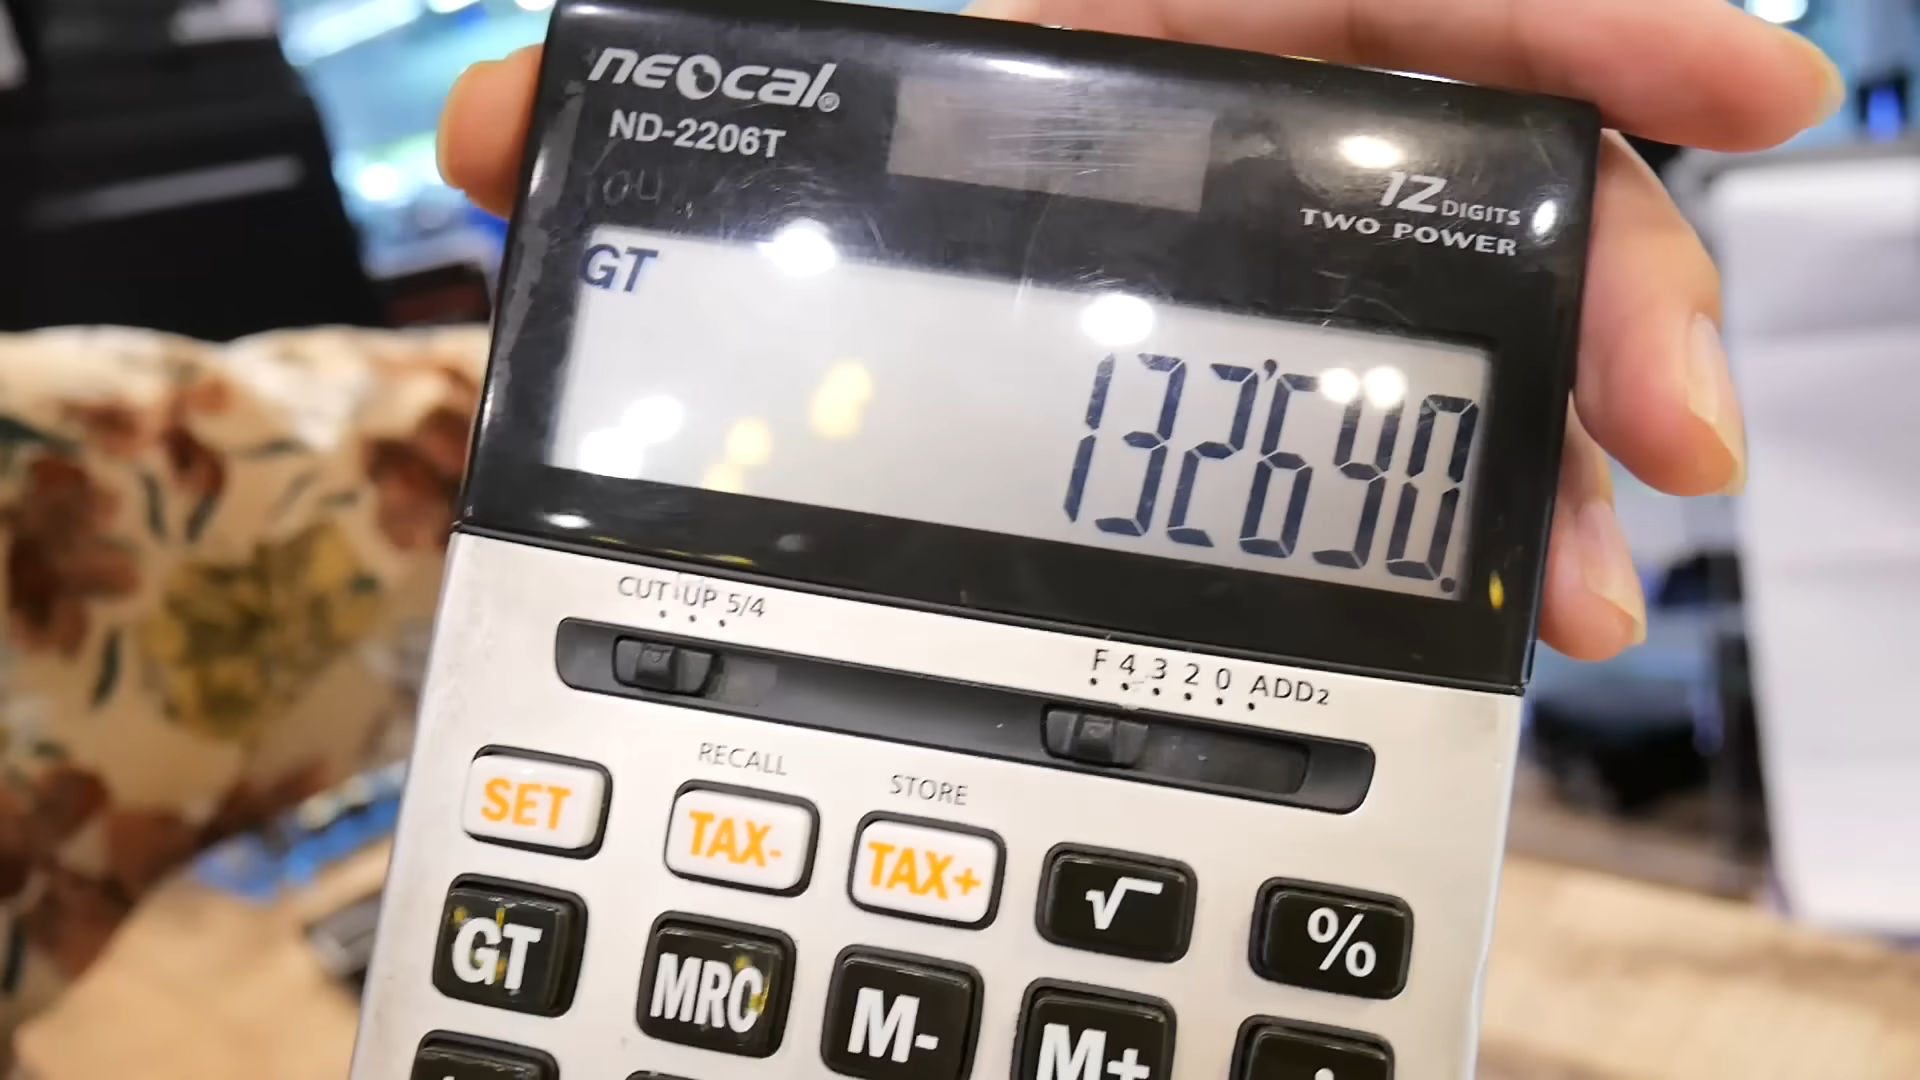 neocal®
ND-2206T
12 DIGITS
TWO POWER
GT
132'690.
CUT UP 5/4
F 4 3 2 0 ADD2
RECALL
STORE
SET
TAX-
TAX+
√
%
GT
MRC
M-
M+